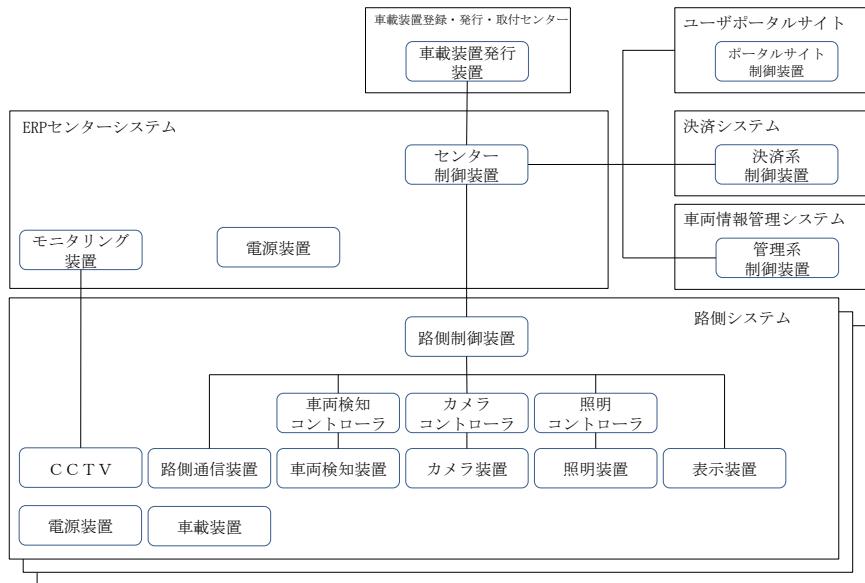 車載装置登録・発行・取付センター
車載装置発行
装置
ユーザポータルサイト
ポータルサイト
制御装置
ERPセンターシステム
センター
制御装置
決済システム
決済系
制御装置
モニタリング
装置
電源装置
車両情報管理システム
管理系
制御装置
路側システム
路側制御装置
車両検知
コントローラ
カメラ
コントローラ
照明
コントローラ
ＣＣＴＶ
路側通信装置
車両検知装置
カメラ装置
照明装置
表示装置
電源装置
車載装置